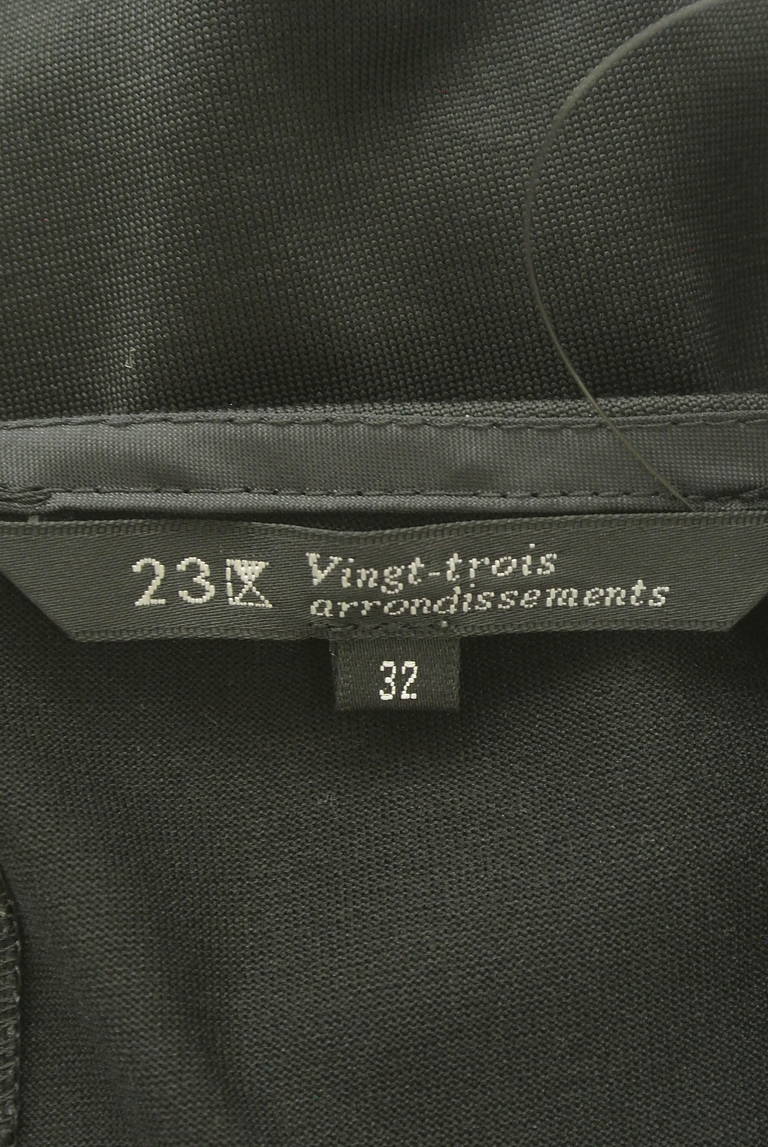 23区 Vingt-trois
arrondissements
32